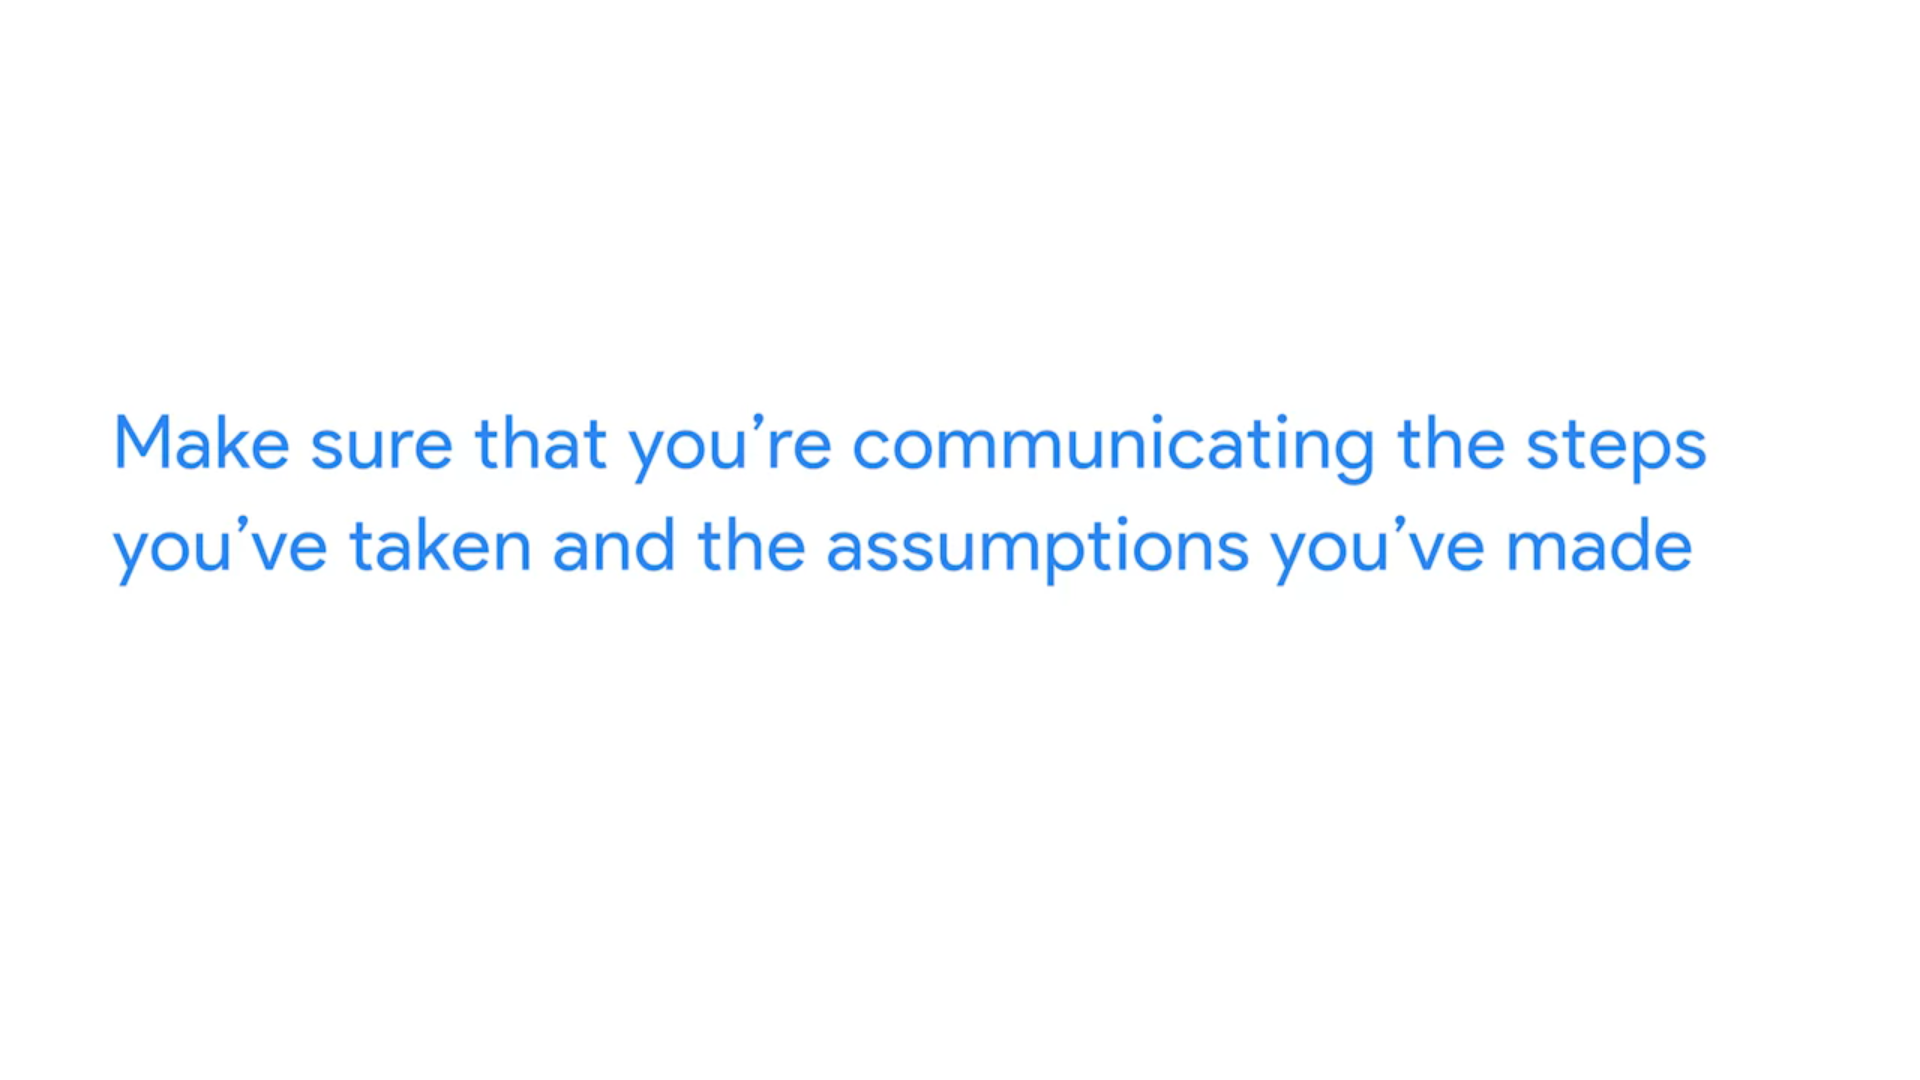 Make sure that you’re communicating the steps
you’ve taken and the assumptions you’ve made